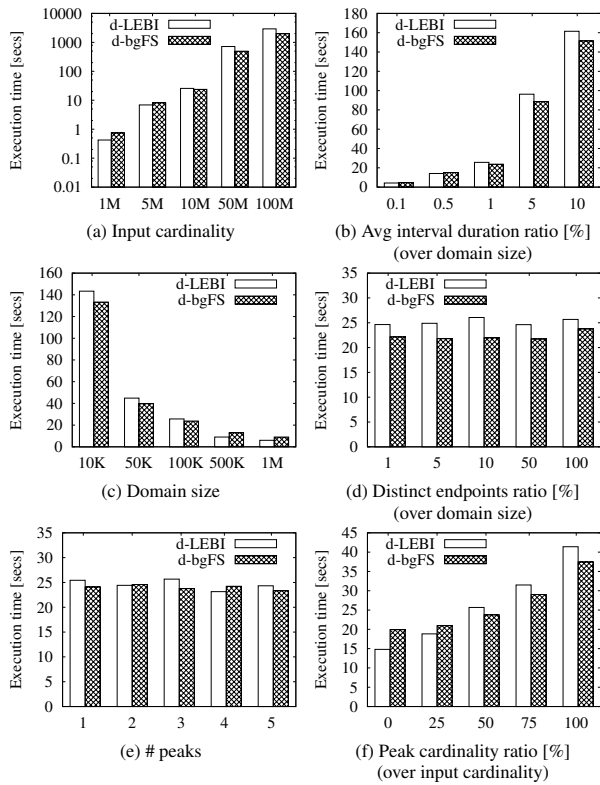 Execution time [secs]
10000
1000
100
10
1
0.1
0.01
d-LEBI
d-bgFS
1M 5M 10M 50M 100M
(a) Input cardinality
Execution time [secs]
180
160
140
120
100
80
60
40
20
0
d-LEBI
d-bgFS
0.1 0.5 1 5 10
(b) Avg interval duration ratio [%]
(over domain size)
Execution time [secs]
160
140
120
100
80
60
40
20
0
d-LEBI
d-bgFS
10K 50K 100K 500K 1M
(c) Domain size
Execution time [secs]
35
30
25
20
15
10
5
0
d-LEBI
d-bgFS
1 5 10 50 100
(d) Distinct endpoints ratio [%]
(over domain size)
Execution time [secs]
35
30
25
20
15
10
5
0
d-LEBI
d-bgFS
1 2 3 4 5
(e) # peaks
Execution time [secs]
45
40
35
30
25
20
15
10
5
0
d-LEBI
d-bgFS
0 25 50 75 100
(f) Peak cardinality ratio [%]
(over input cardinality)